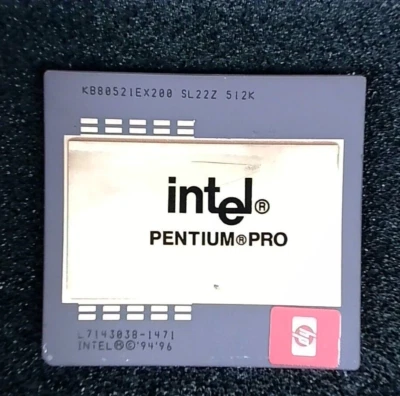 KB80521EX200 SL22Z 512K
intel®
PENTIUM®PRO
L7143038-1471
INTEL®©'94'96